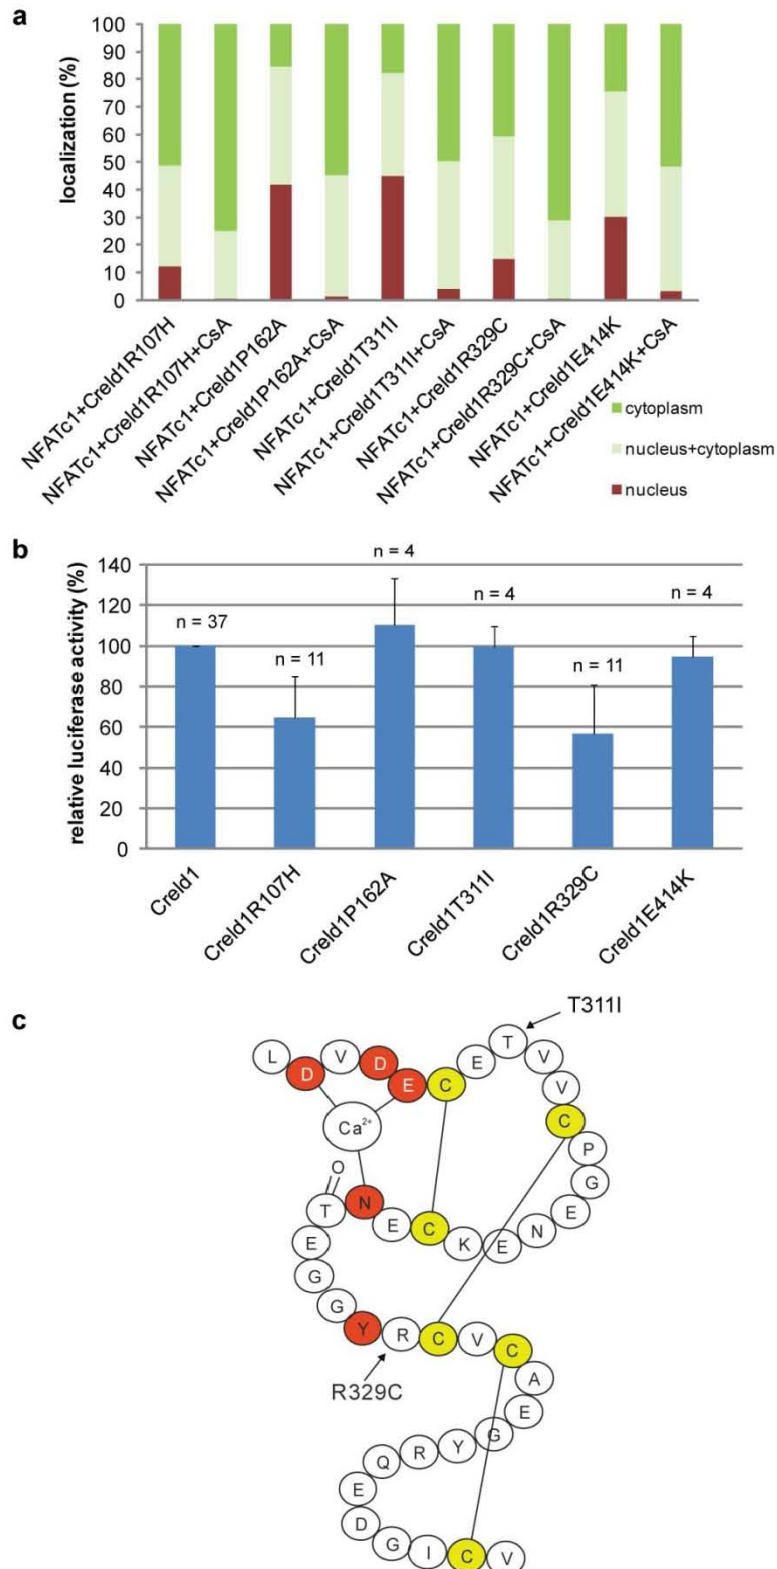 a
localization (%)
100
90
80
70
60
50
40
30
20
10
0
NFATc1+Creld1R107H
NFATc1+Creld1R107H+CsA
NFATc1+Creld1P162A
NFATc1+Creld1P162A+CsA
NFATc1+Creld1T311I
NFATc1+Creld1T311I+CsA
NFATc1+Creld1R329C
NFATc1+Creld1R329C+CsA
NFATc1+Creld1E414K
NFATc1+Creld1E414K+CsA
cytoplasm
nucleus+cytoplasm
nucleus
b
relative luciferase activity (%)
140
120
100
80
60
40
20
0
n = 37
n = 11
n = 4
n = 4
n = 11
n = 4
Creld1
Creld1R107H
Creld1P162A
Creld1T311I
Creld1R329C
Creld1E414K
c
T311I
L D V D E C E T V V C P G E N E K C E N
Ca²⁺
O
T E G G Y R C V C A E G Y R Q E D G I C V
R329C